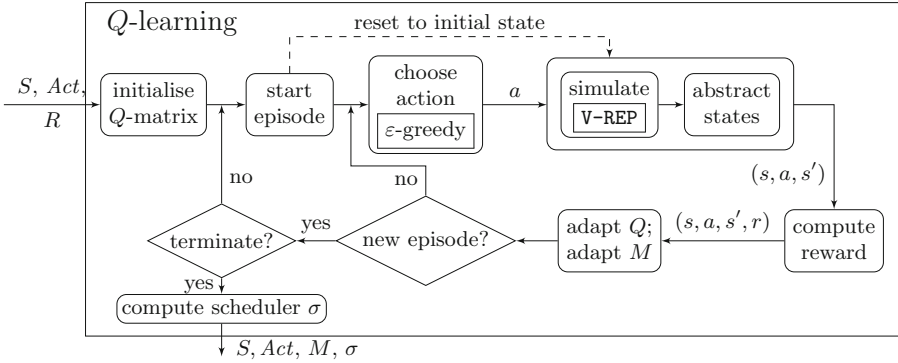 Q-learning
reset to initial state
S, Act,
R
initialise
Q-matrix
start
episode
choose
action
ε-greedy
a
simulate
V-REP
abstract
states
(s, a, s′)
no
no
terminate?
yes
new episode?
adapt Q;
adapt M
(s, a, s′, r)
compute
reward
yes
compute scheduler σ
S, Act, M, σ